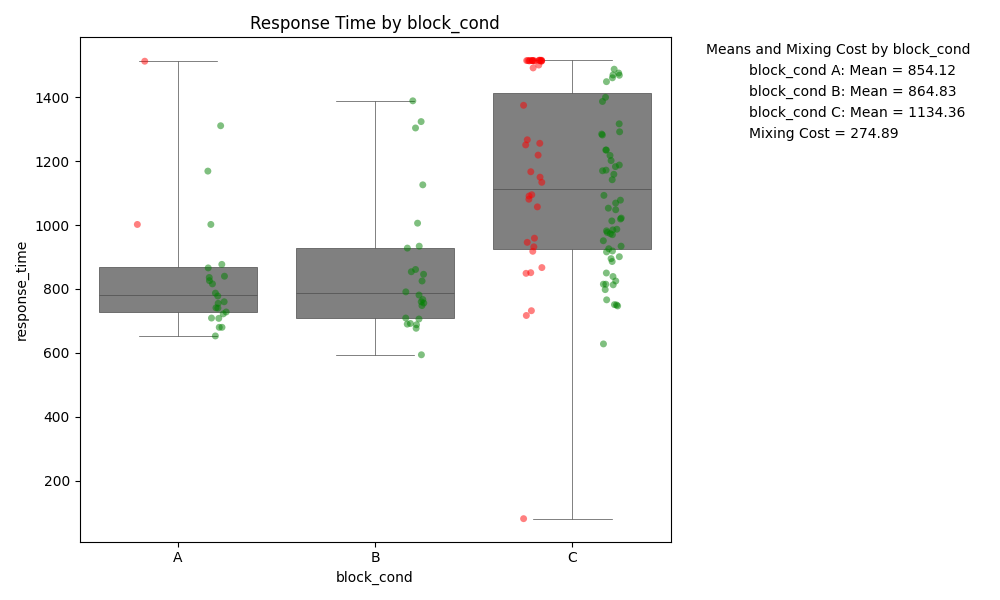 Response Time by block_cond
Means and Mixing Cost by block_cond
block_cond A: Mean = 854.12
block_cond B: Mean = 864.83
block_cond C: Mean = 1134.36
Mixing Cost = 274.89
response_time
1400
1200
1000
800
600
400
200
A
B
C
block_cond